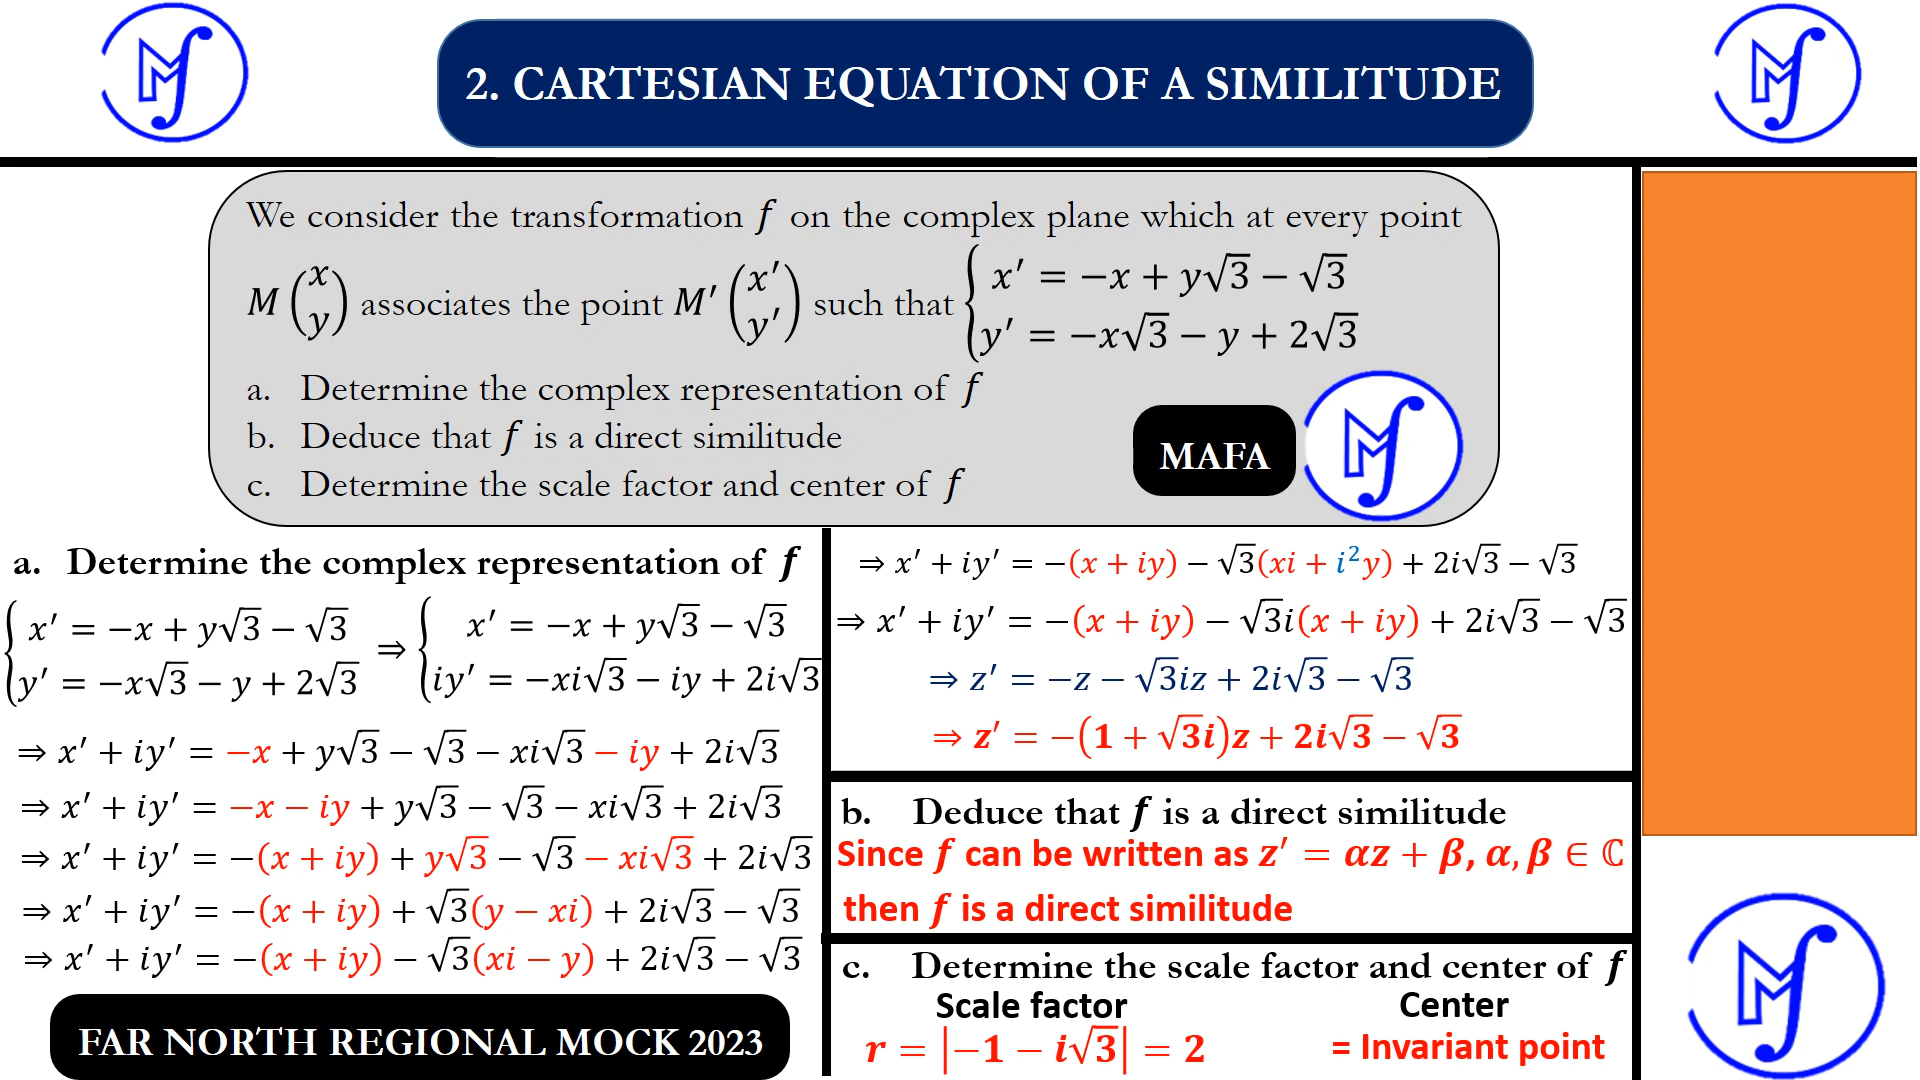 2. CARTESIAN EQUATION OF A SIMILITUDE
We consider the transformation f on the complex plane which at every point
M (x y) associates the point M′ (x′ y′) such that { x′ = −x + y√3 − √3
y′ = −x√3 − y + 2√3
a. Determine the complex representation of f
b. Deduce that f is a direct similitude
c. Determine the scale factor and center of f
MAFA
a. Determine the complex representation of f
{ x′ = −x + y√3 − √3 ⇒ { x′ = −x + y√3 − √3
y′ = −x√3 − y + 2√3 iy′ = −xi√3 − iy + 2i√3
⇒ x′ + iy′ = −x + y√3 − √3 − xi√3 − iy + 2i√3
⇒ x′ + iy′ = −x − iy + y√3 − √3 − xi√3 + 2i√3
⇒ x′ + iy′ = −(x + iy) + y√3 − √3 − xi√3 + 2i√3
⇒ x′ + iy′ = −(x + iy) + √3(y − xi) + 2i√3 − √3
⇒ x′ + iy′ = −(x + iy) − √3(xi − y) + 2i√3 − √3
FAR NORTH REGIONAL MOCK 2023
⇒ x′ + iy′ = −(x + iy) − √3(xi + i²y) + 2i√3 − √3
⇒ x′ + iy′ = −(x + iy) − √3i(x + iy) + 2i√3 − √3
⇒ z′ = −z − √3iz + 2i√3 − √3
⇒ z′ = −(1 + √3i)z + 2i√3 − √3
b. Deduce that f is a direct similitude
Since f can be written as z′ = αz + β, α, β ∈ ℂ
then f is a direct similitude
c. Determine the scale factor and center of f
Scale factor Center
r = |−1 − i√3| = 2 = Invariant point